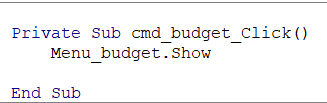 Private Sub cmd_budget_Click()
    Menu_budget.Show
End Sub